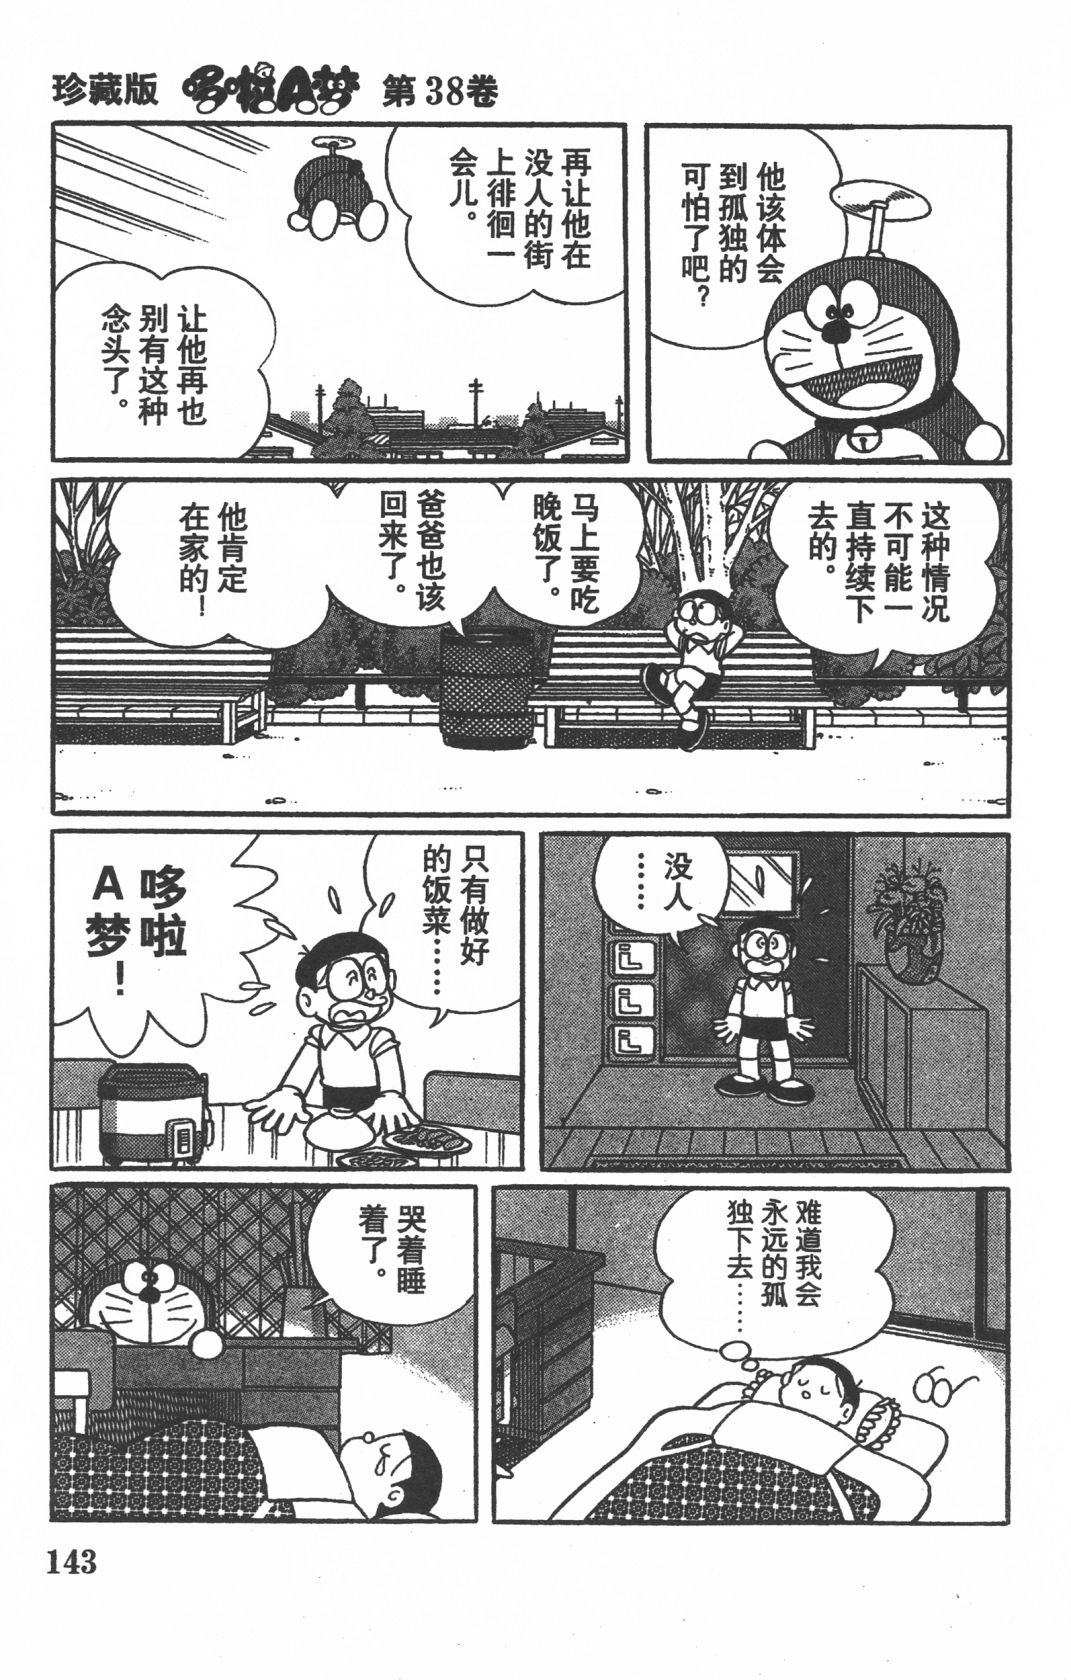 珍藏版 哆啦A梦 第38卷
他该体会
到孤独的
可怕了吧？
再让他在
没人的街
上徘徊一
会儿。
让他再也
别有这种
念头了。
这种情况
不可能一
直持续下
去的。
马上要吃
晚饭了。
爸爸也该
回来了。
他肯定
在家的！
没人
……
只有做好
的饭菜……
哆啦
A梦！
难道我会
永远的孤
独下去……
哭着睡
着了。
143